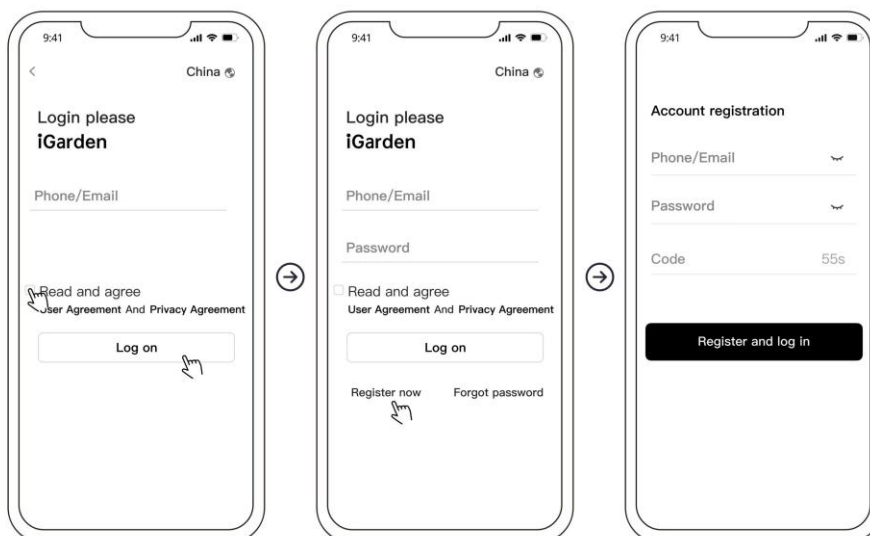 9:41
China
Login please
iGarden
Phone/Email
Read and agree
User Agreement And Privacy Agreement
Log on
9:41
China
Login please
iGarden
Phone/Email
Password
Read and agree
User Agreement And Privacy Agreement
Log on
Register now Forgot password
9:41
Account registration
Phone/Email
Password
Code 55s
Register and log in